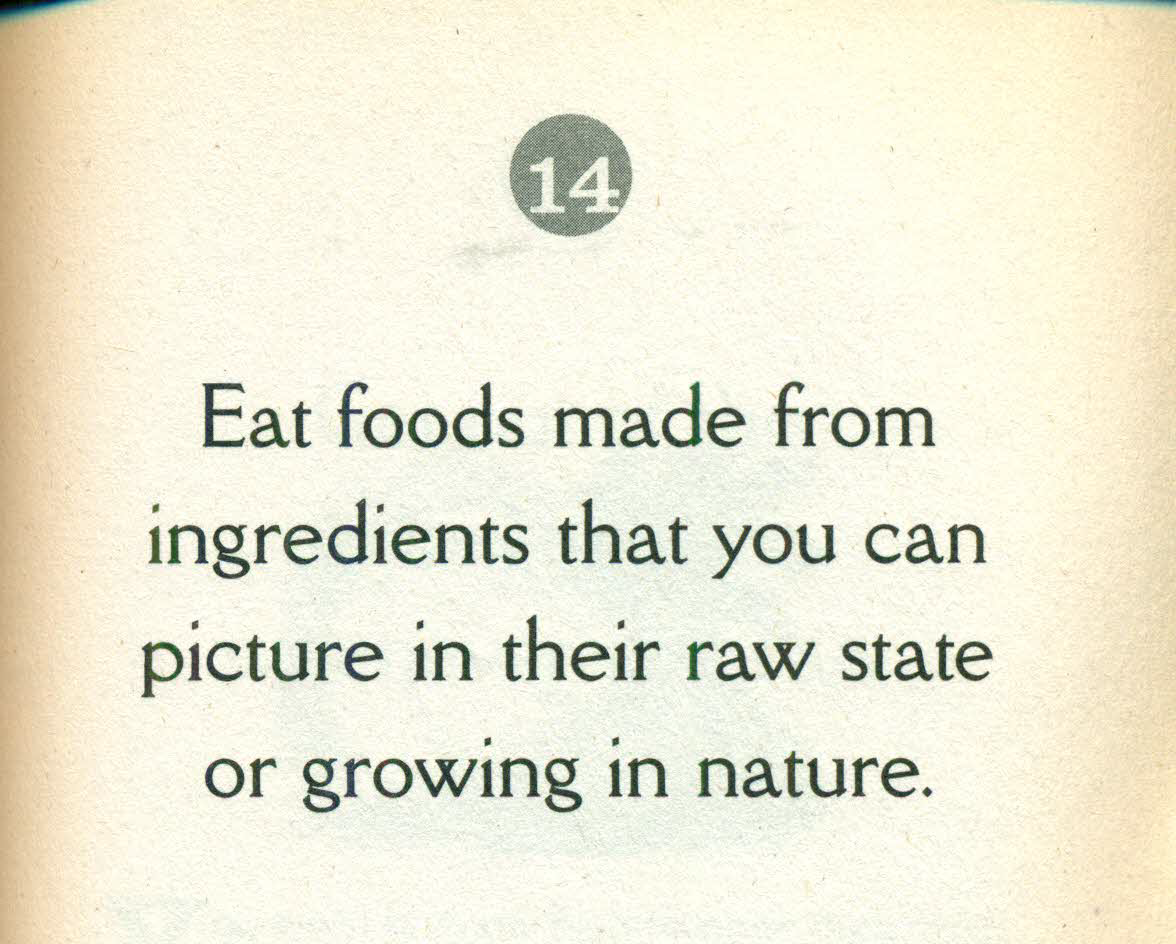 14
Eat foods made from
ingredients that you can
picture in their raw state
or growing in nature.